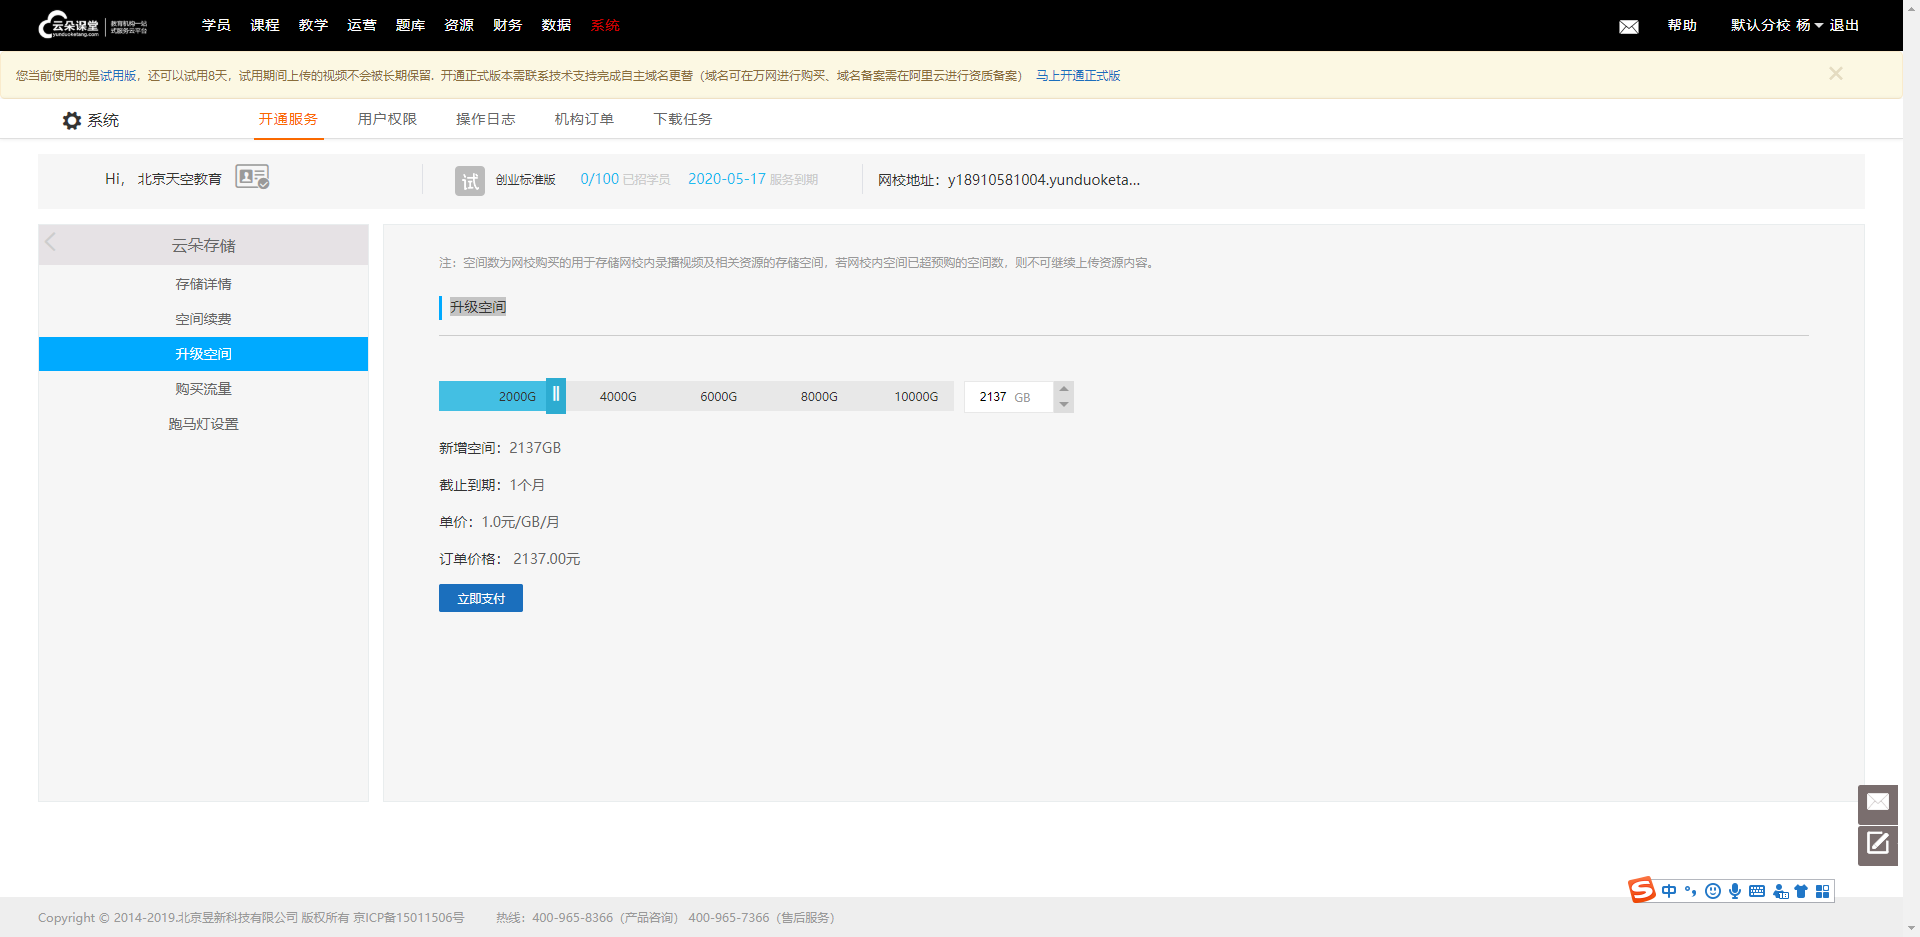 云朵课堂 教育机构一站
yunduoketang.com 式服务云平台
学员 课程 教学 运营 题库 资源 财务 数据 系统 帮助 默认分校 杨 退出
您当前使用的是试用版，还可以试用8天，试用期间上传的视频不会被长期保留. 开通正式版本需联系技术支持完成自主域名更替（域名可在万网进行购买、域名备案需在阿里云进行资质备案） 马上开通正式版
系统 开通服务 用户权限 操作日志 机构订单 下载任务
Hi， 北京天空教育 试 创业标准版 0/100 已招学员 2020-05-17 服务到期 网校地址：y18910581004.yunduoketa...
云朵存储
存储详情
空间续费
升级空间
购买流量
跑马灯设置
注：空间数为网校购买的用于存储网校内录播视频及相关资源的存储空间，若网校内空间已超预购的空间数，则不可继续上传资源内容。
升级空间
2000G 4000G 6000G 8000G 10000G 2137 GB
新增空间：2137GB
截止到期：1个月
单价：1.0元/GB/月
订单价格： 2137.00元
立即支付
S 中
Copyright © 2014-2019.北京昱新科技有限公司 版权所有 京ICP备15011506号 热线：400-965-8366（产品咨询） 400-965-7366（售后服务）